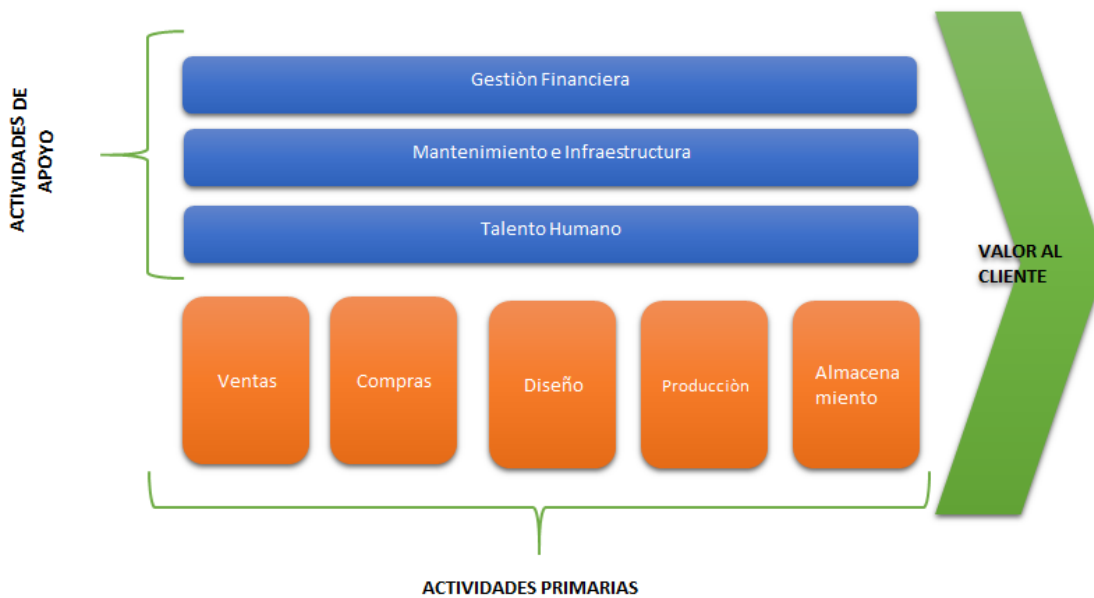 ACTIVIDADES DE
APOYO
Gestiòn Financiera
Mantenimiento e Infraestructura
Talento Humano
VALOR AL
CLIENTE
Ventas
Compras
Diseño
Producciòn
Almacena
miento
ACTIVIDADES PRIMARIAS